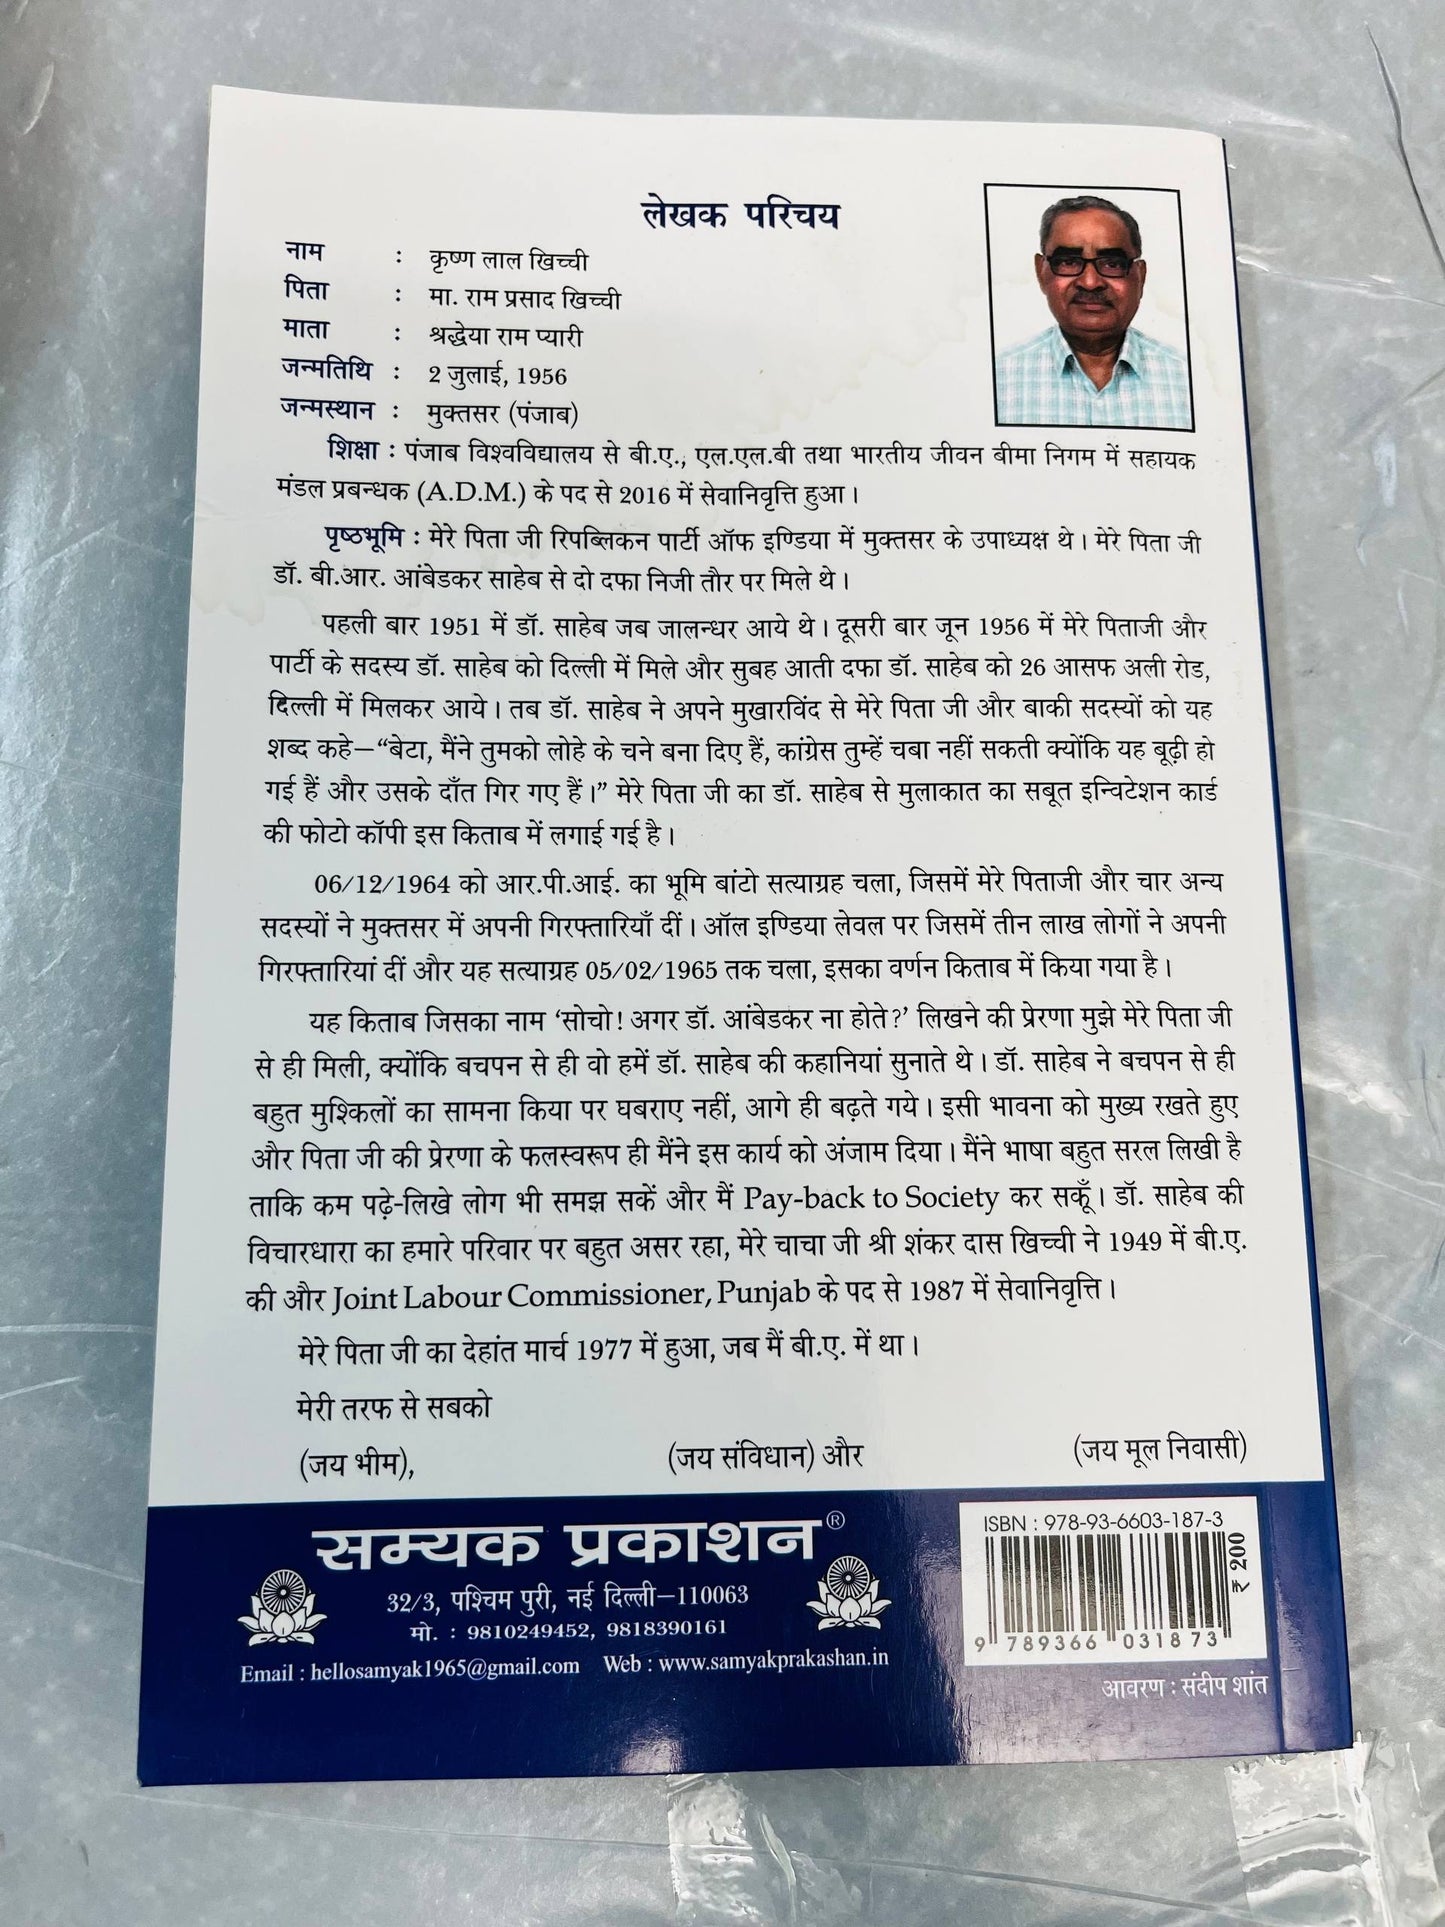 लेखक परिचय
नाम : कृष्ण लाल खिच्ची
पिता : मा. राम प्रसाद खिच्ची
माता : श्रद्धेया राम प्यारी
जन्मतिथि : 2 जुलाई, 1956
जन्मस्थान : मुक्तसर (पंजाब)
शिक्षा : पंजाब विश्वविद्यालय से बी.ए., एल.एल.बी तथा भारतीय जीवन बीमा निगम में सहायक
मंडल प्रबन्धक (A.D.M.) के पद से 2016 में सेवानिवृत्ति हुआ।
पृष्ठभूमि : मेरे पिता जी रिपब्लिकन पार्टी ऑफ इण्डिया में मुक्तसर के उपाध्यक्ष थे। मेरे पिता जी
डॉ. बी.आर. आंबेडकर साहेब से दो दफा निजी तौर पर मिले थे।
पहली बार 1951 में डॉ. साहेब जब जालन्धर आये थे। दूसरी बार जून 1956 में मेरे पिताजी और
पार्टी के सदस्य डॉ. साहेब को दिल्ली में मिले और सुबह आती दफा डॉ. साहेब को 26 आसफ अली रोड,
दिल्ली में मिलकर आये। तब डॉ. साहेब ने अपने मुखारविंद से मेरे पिता जी और बाकी सदस्यों को यह
शब्द कहे—“बेटा, मैंने तुमको लोहे के चने बना दिए हैं, कांग्रेस तुम्हें चबा नहीं सकती क्योंकि यह बूढ़ी हो
गई हैं और उसके दाँत गिर गए हैं।” मेरे पिता जी का डॉ. साहेब से मुलाकात का सबूत इन्विटेशन कार्ड
की फोटो कॉपी इस किताब में लगाई गई है।
06/12/1964 को आर.पी.आई. का भूमि बांटो सत्याग्रह चला, जिसमें मेरे पिताजी और चार अन्य
सदस्यों ने मुक्तसर में अपनी गिरफ्तारियाँ दीं। ऑल इण्डिया लेवल पर जिसमें तीन लाख लोगों ने अपनी
गिरफ्तारियां दीं और यह सत्याग्रह 05/02/1965 तक चला, इसका वर्णन किताब में किया गया है।
यह किताब जिसका नाम ‘सोचो! अगर डॉ. आंबेडकर ना होते?’ लिखने की प्रेरणा मुझे मेरे पिता जी
से ही मिली, क्योंकि बचपन से ही वो हमें डॉ. साहेब की कहानियां सुनाते थे। डॉ. साहेब ने बचपन से ही
बहुत मुश्किलों का सामना किया पर घबराए नहीं, आगे ही बढ़ते गये। इसी भावना को मुख्य रखते हुए
और पिता जी की प्रेरणा के फलस्वरूप ही मैंने इस कार्य को अंजाम दिया। मैंने भाषा बहुत सरल लिखी है
ताकि कम पढ़े-लिखे लोग भी समझ सकें और मैं Pay-back to Society कर सकूँ। डॉ. साहेब की
विचारधारा का हमारे परिवार पर बहुत असर रहा, मेरे चाचा जी श्री शंकर दास खिच्ची ने 1949 में बी.ए.
की और Joint Labour Commissioner, Punjab के पद से 1987 में सेवानिवृत्ति।
मेरे पिता जी का देहांत मार्च 1977 में हुआ, जब मैं बी.ए. में था।
मेरी तरफ से सबको
(जय भीम), (जय संविधान) और (जय मूल निवासी)
सम्यक प्रकाशन®
32/3, पश्चिम पुरी, नई दिल्ली—110063
मो. : 9810249452, 9818390161
Email : hellosamyak1965@gmail.com Web : www.samyakprakashan.in
ISBN : 978-93-6603-187-3
₹ 200
9 789366 031873
आवरण : संदीप शांत